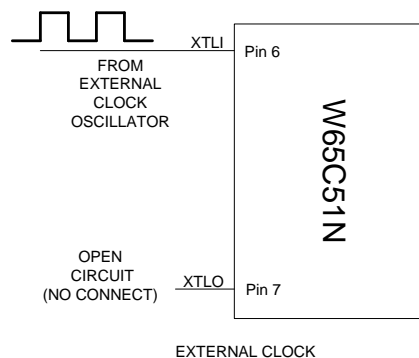 XTLI
Pin 6
FROM
EXTERNAL
CLOCK
OSCILLATOR
W65C51N
OPEN
CIRCUIT
(NO CONNECT)
XTLO
Pin 7
EXTERNAL CLOCK